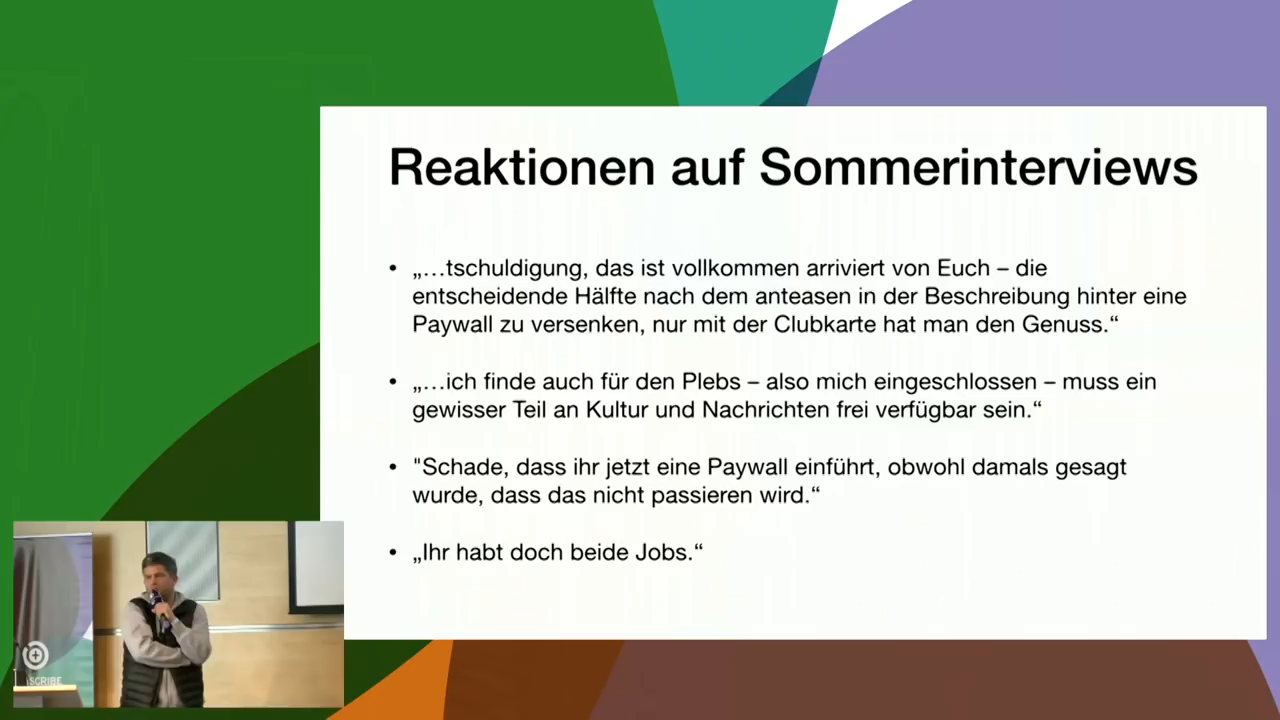 Reaktionen auf Sommerinterviews
• „…tschuldigung, das ist vollkommen arriviert von Euch – die
entscheidende Hälfte nach dem anteasen in der Beschreibung hinter eine
Paywall zu versenken, nur mit der Clubkarte hat man den Genuss.“
• „…ich finde auch für den Plebs – also mich eingeschlossen – muss ein
gewisser Teil an Kultur und Nachrichten frei verfügbar sein.“
• "Schade, dass ihr jetzt eine Paywall einführt, obwohl damals gesagt
wurde, dass das nicht passieren wird.“
• „Ihr habt doch beide Jobs.“
SCRIBE